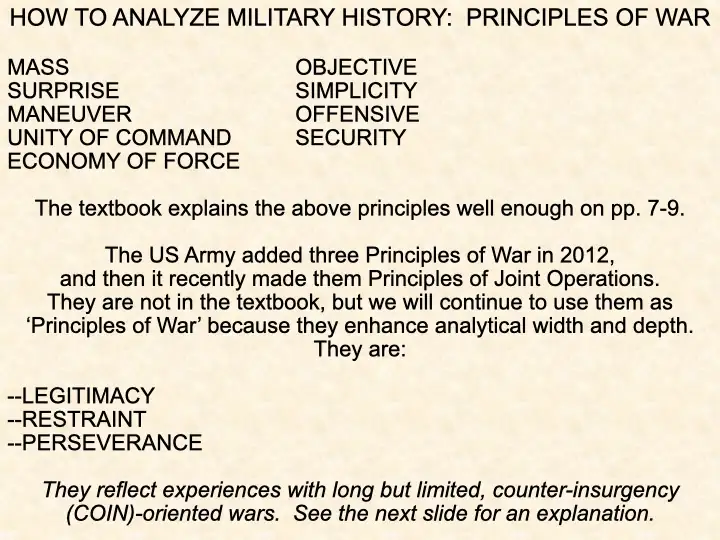 HOW TO ANALYZE MILITARY HISTORY: PRINCIPLES OF WAR
MASS OBJECTIVE
SURPRISE SIMPLICITY
MANEUVER OFFENSIVE
UNITY OF COMMAND SECURITY
ECONOMY OF FORCE
The textbook explains the above principles well enough on pp. 7-9.
The US Army added three Principles of War in 2012,
and then it recently made them Principles of Joint Operations.
They are not in the textbook, but we will continue to use them as
‘Principles of War’ because they enhance analytical width and depth.
They are:
--LEGITIMACY
--RESTRAINT
--PERSEVERANCE
They reflect experiences with long but limited, counter-insurgency
(COIN)-oriented wars. See the next slide for an explanation.